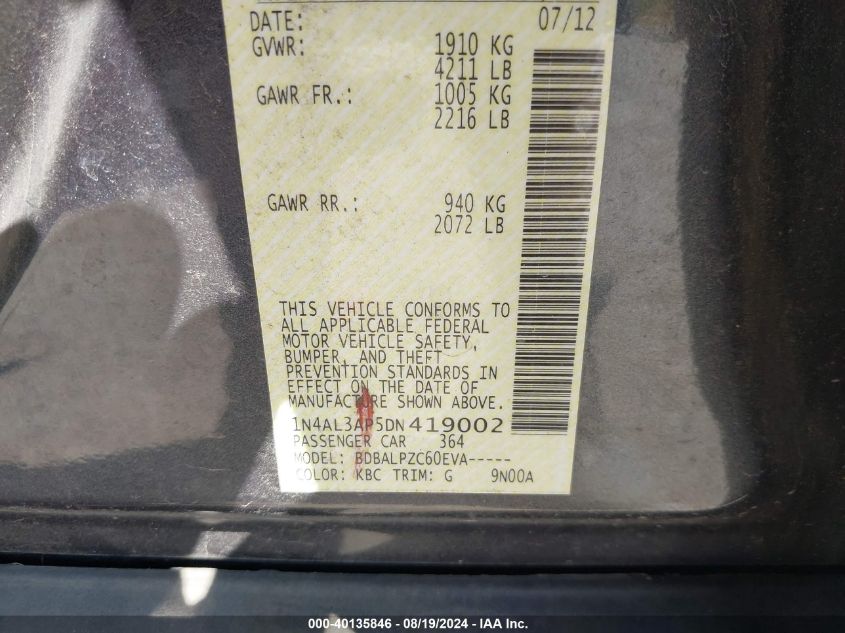 DATE: 07/12
GVWR: 1910 KG
4211 LB
GAWR FR.: 1005 KG
2216 LB
GAWR RR.: 940 KG
2072 LB
THIS VEHICLE CONFORMS TO
ALL APPLICABLE FEDERAL
MOTOR VEHICLE SAFETY,
BUMPER, AND THEFT
PREVENTION STANDARDS IN
EFFECT ON THE DATE OF
MANUFACTURE SHOWN ABOVE.
1N4AL3AP5DN419002
PASSENGER CAR 364
MODEL: BDBALPZC60EVA-----
COLOR: KBC TRIM: G 9N00A
000-40135846 - 08/19/2024 - IAA Inc.